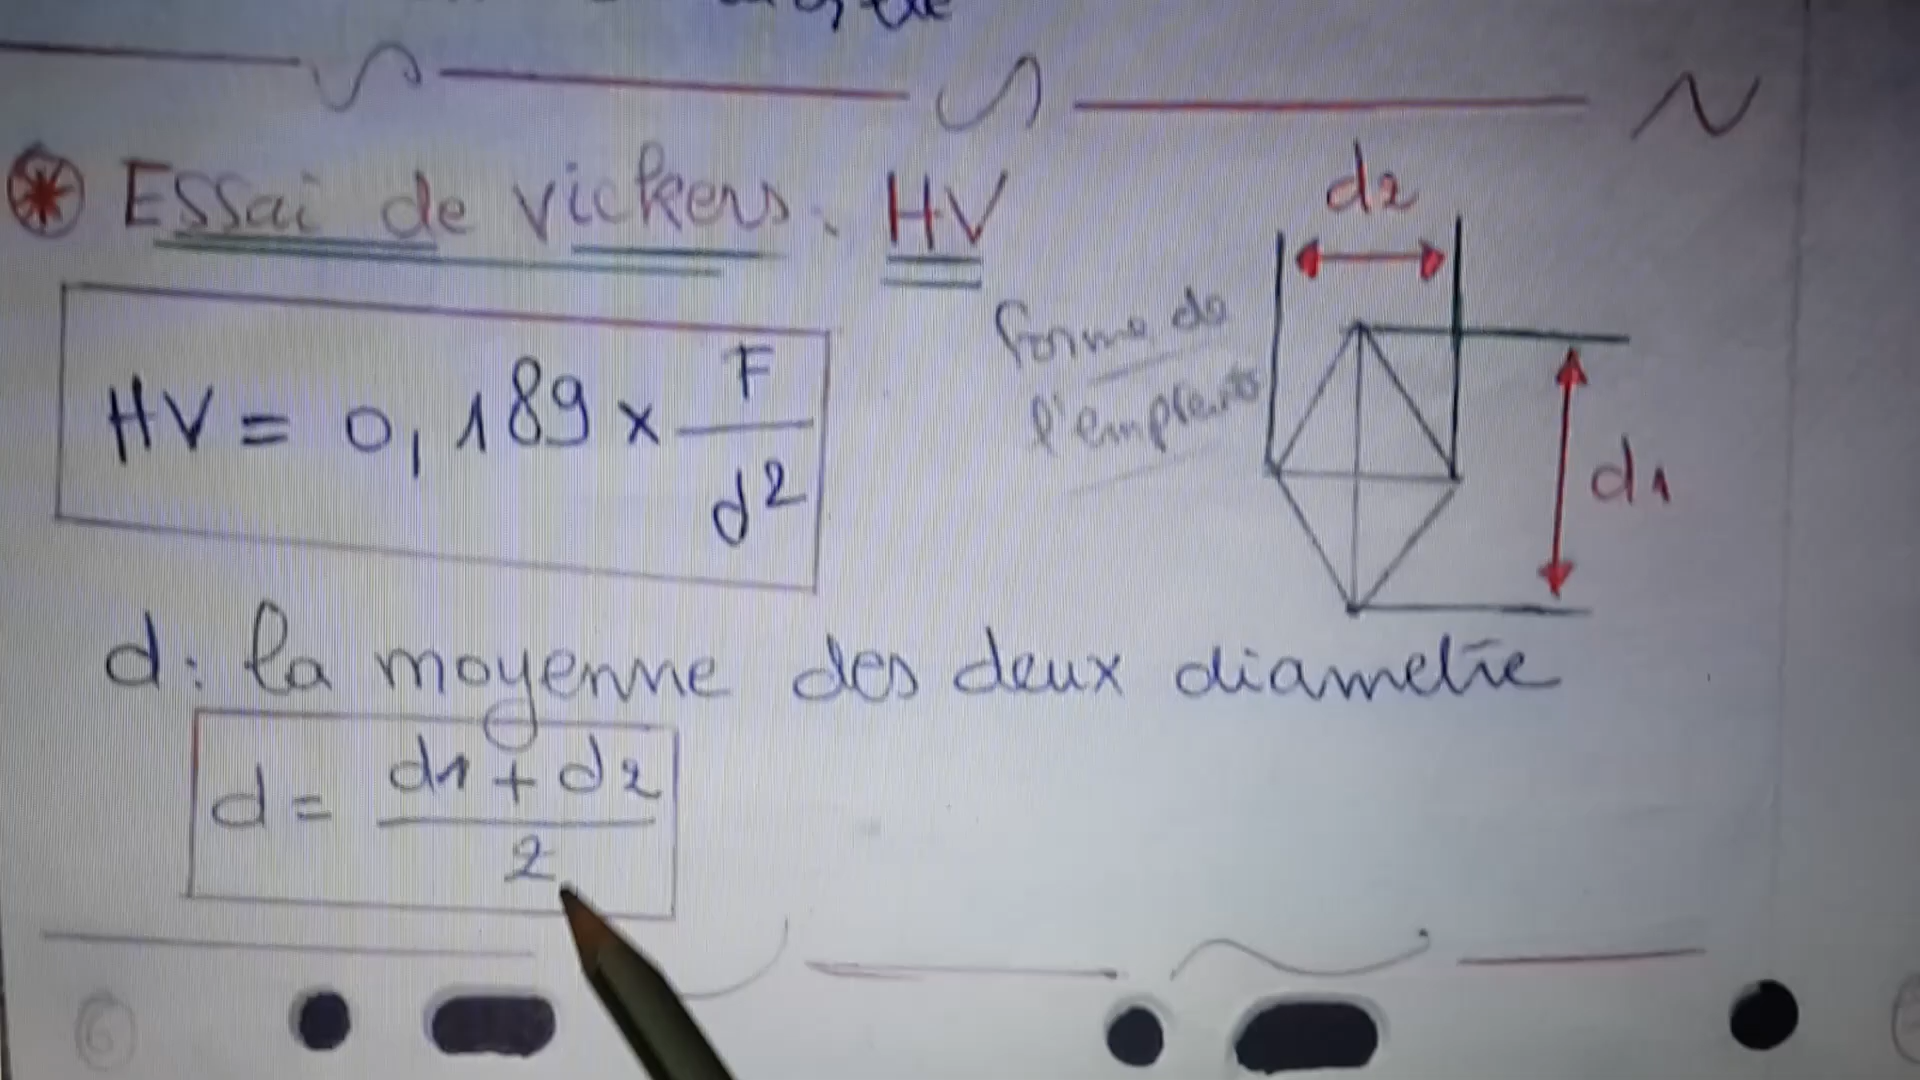 Essai de vickers. HV
d2
forme de
l'empreinte
HV = 0,189 x F / d²
d1
d: la moyenne des deux diametre
d = d1 + d2 / 2
6